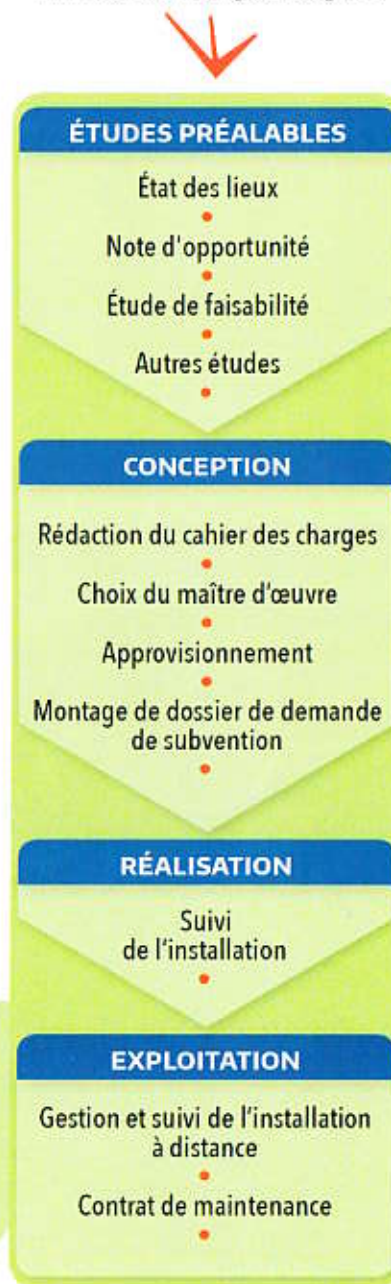 ÉTUDES PRÉALABLES
État des lieux
Note d'opportunité
Étude de faisabilité
Autres études
CONCEPTION
Rédaction du cahier des charges
Choix du maître d'œuvre
Approvisionnement
Montage de dossier de demande
de subvention
RÉALISATION
Suivi
de l'installation
EXPLOITATION
Gestion et suivi de l'installation
à distance
Contrat de maintenance